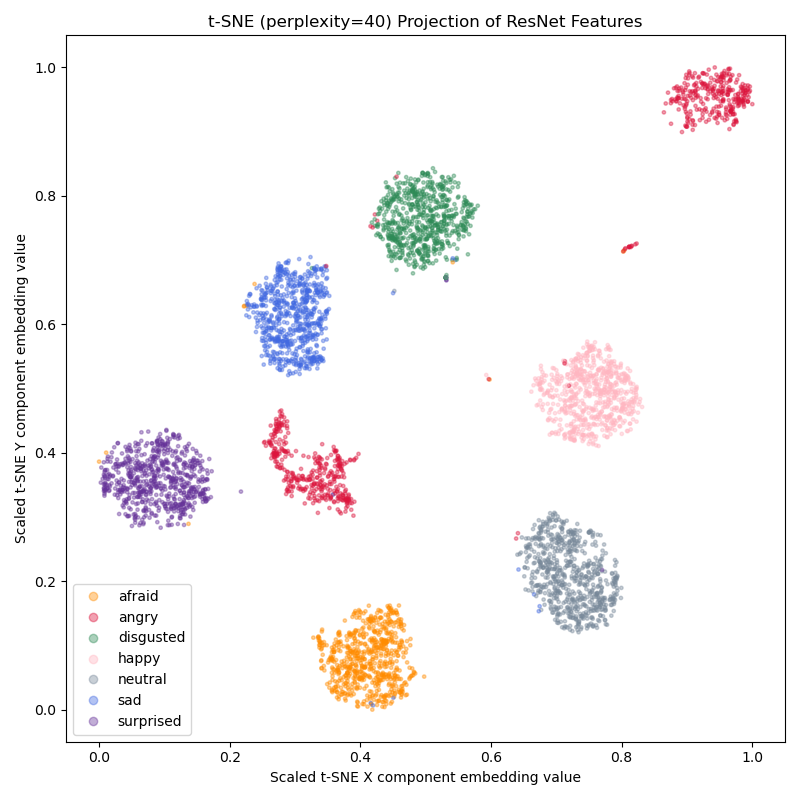 t-SNE (perplexity=40) Projection of ResNet Features
Scaled t-SNE Y component embedding value
1.0
0.8
0.6
0.4
0.2
0.0
afraid
angry
disgusted
happy
neutral
sad
surprised
0.0 0.2 0.4 0.6 0.8 1.0
Scaled t-SNE X component embedding value